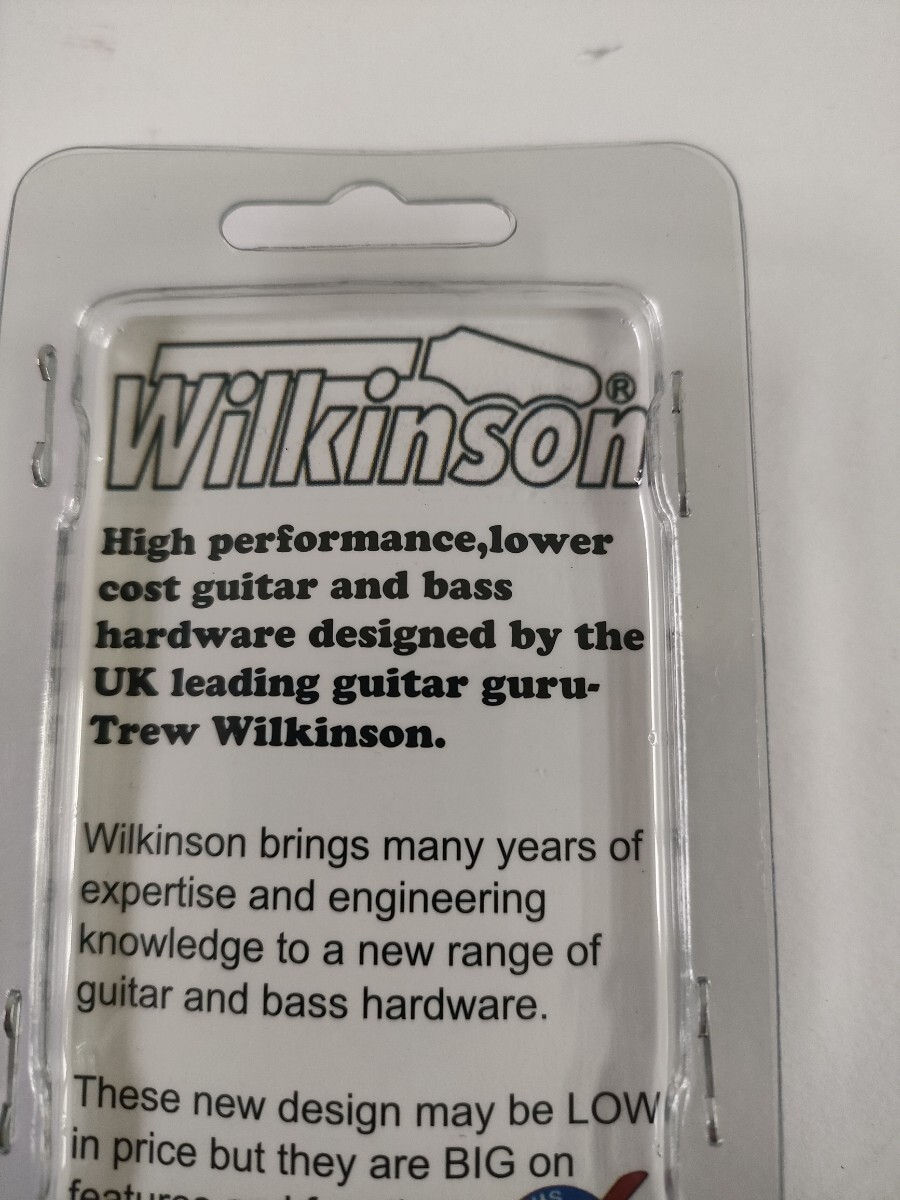 Wilkinson®
High performance,lower
cost guitar and bass
hardware designed by the
UK leading guitar guru-
Trew Wilkinson.
Wilkinson brings many years of
expertise and engineering
knowledge to a new range of
guitar and bass hardware.
These new design may be LOW
in price but they are BIG on